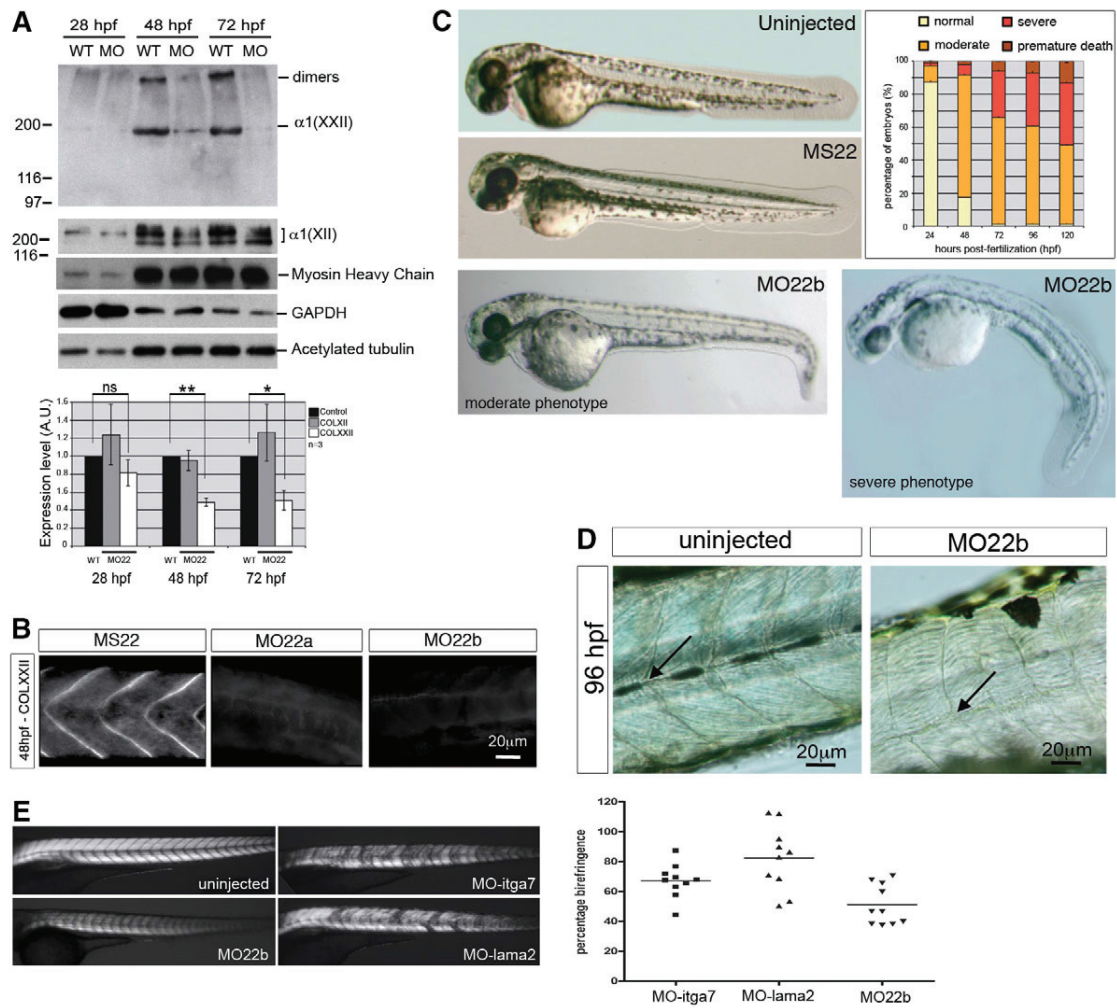 A
28 hpf 48 hpf 72 hpf
WT MO WT MO WT MO
dimers
200
α1(XXII)
116
97
200
α1(XII)
116
Myosin Heavy Chain
GAPDH
Acetylated tubulin
ns ** *
Expression level (A.U.)
1.6
1.4
1.2
1.0
0.8
0.6
0.4
0.2
0
Control
COLXII
COLXXII
n=3
WT MO22 WT MO22 WT MO22
28 hpf 48 hpf 72 hpf
B
MS22 MO22a MO22b
48hpf - COLXXII
20µm
C
Uninjected
MS22
normal severe
moderate premature death
percentage of embryos (%)
100
90
80
70
60
50
40
30
20
10
0
24 48 72 96 120
hours post-fertilization (hpf)
MO22b
moderate phenotype
MO22b
severe phenotype
D
uninjected MO22b
96 hpf
20µm 20µm
E
uninjected MO-itga7
MO22b MO-lama2
percentage birefringence
120
100
80
60
40
20
0
MO-itga7 MO-lama2 MO22b